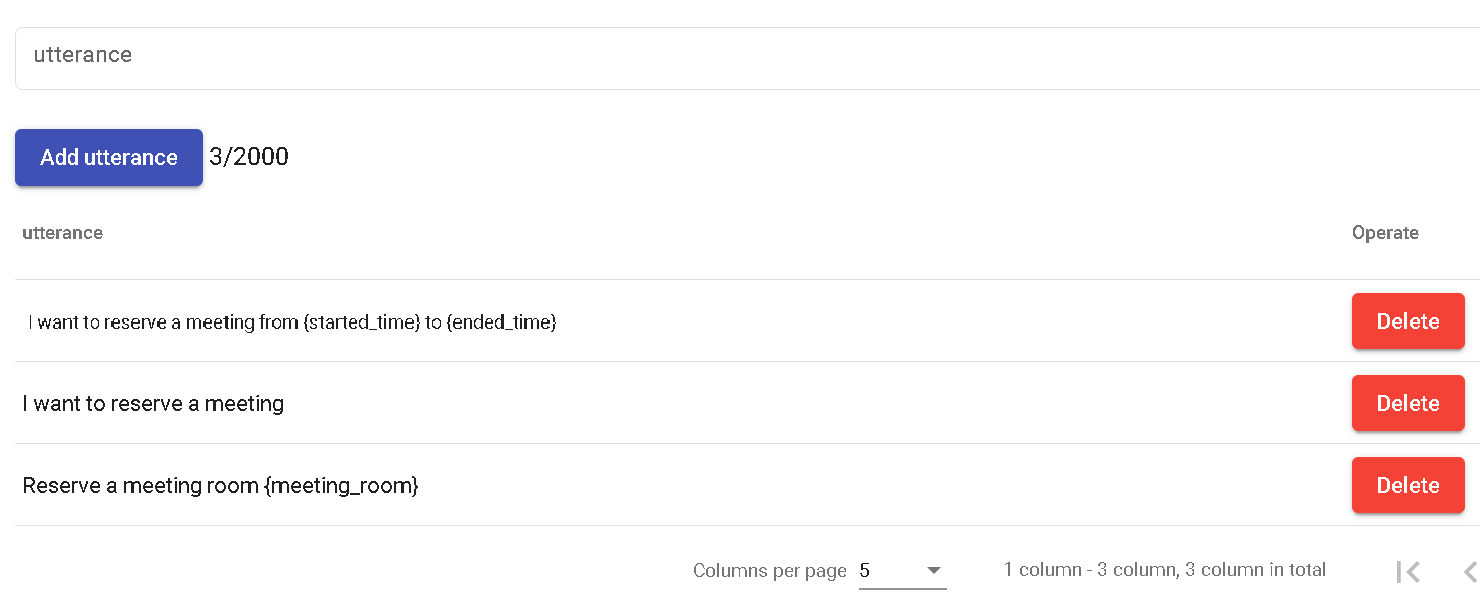 utterance
Add utterance 3/2000
utterance Operate
I want to reserve a meeting from {started_time} to {ended_time} Delete
I want to reserve a meeting Delete
Reserve a meeting room {meeting_room} Delete
Columns per page 5 1 column - 3 column, 3 column in total